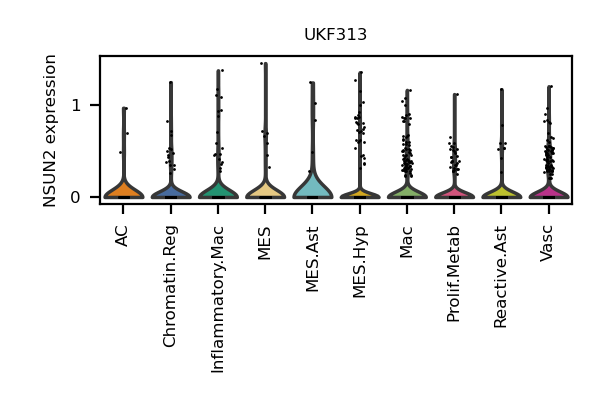 UKF313
NSUN2 expression
1
0
AC
Chromatin.Reg
Inflammatory.Mac
MES
MES.Ast
MES.Hyp
Mac
Prolif.Metab
Reactive.Ast
Vasc